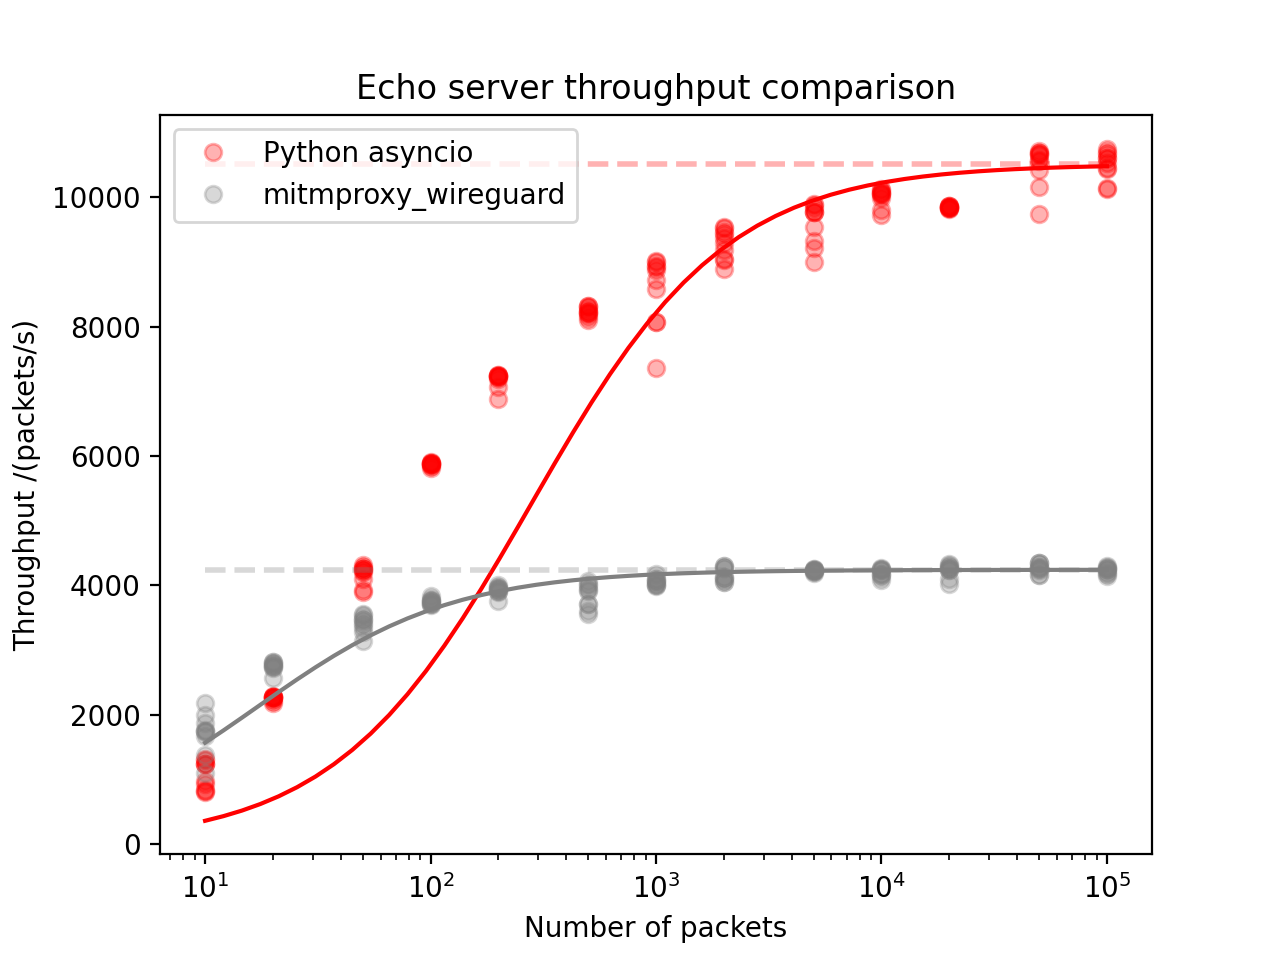 Echo server throughput comparison
Python asyncio
mitmproxy_wireguard
Throughput /(packets/s)
10000
8000
6000
4000
2000
0
10¹
10²
10³
10⁴
10⁵
Number of packets